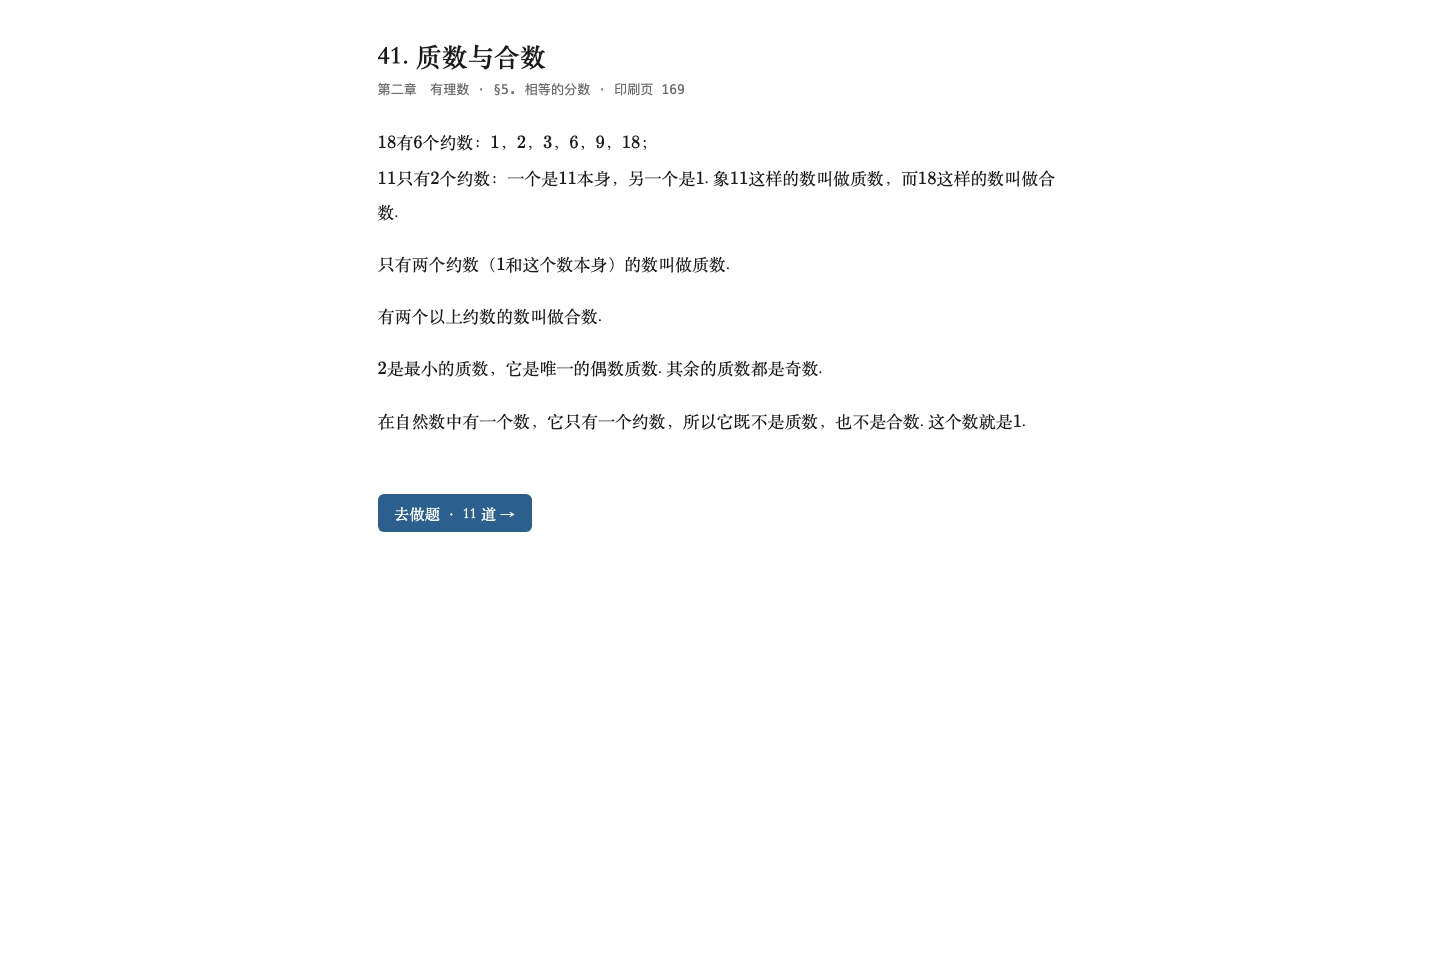 41. 质数与合数
第二章　有理数 · §5. 相等的分数 · 印刷页 169
18有6个约数：1，2，3，6，9，18；
11只有2个约数：一个是11本身，另一个是1. 象11这样的数叫做质数，而18这样的数叫做合
数.
只有两个约数（1和这个数本身）的数叫做质数.
有两个以上约数的数叫做合数.
2是最小的质数，它是唯一的偶数质数. 其余的质数都是奇数.
在自然数中有一个数，它只有一个约数，所以它既不是质数，也不是合数. 这个数就是1.
去做题 · 11 道 →